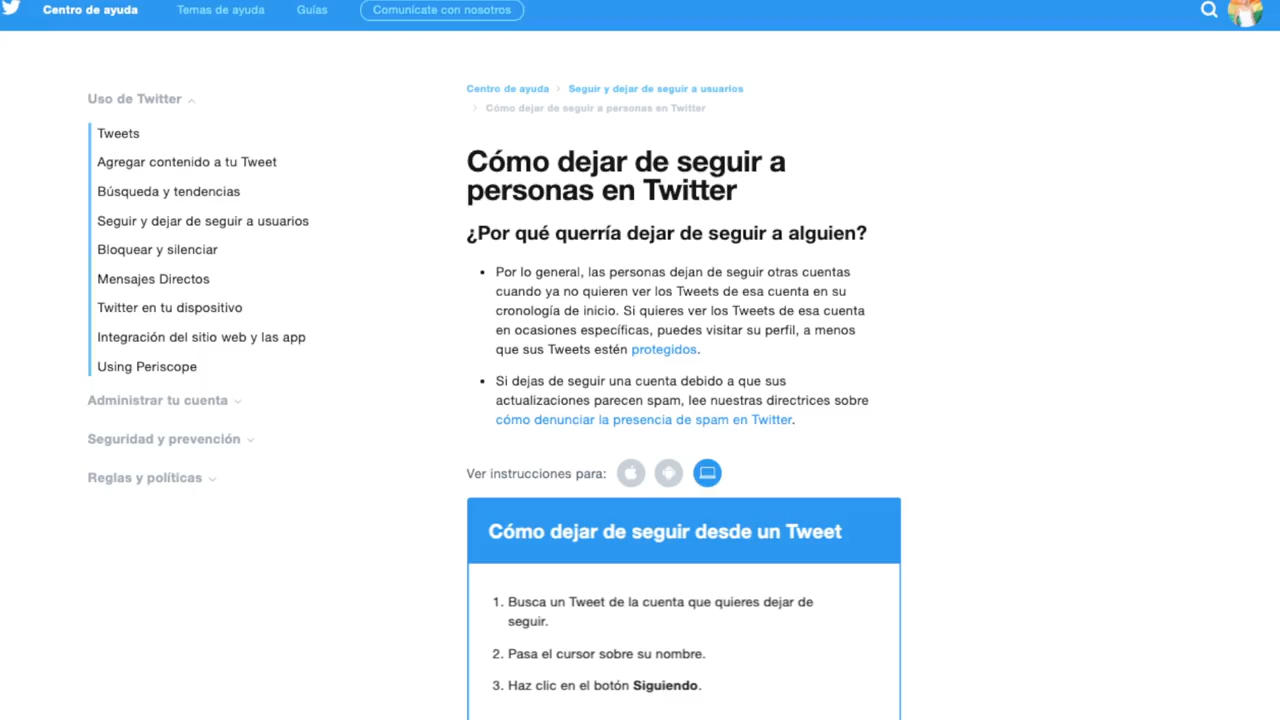 Centro de ayuda
Temas de ayuda
Guías
Comunícate con nosotros
Uso de Twitter
Tweets
Agregar contenido a tu Tweet
Búsqueda y tendencias
Seguir y dejar de seguir a usuarios
Bloquear y silenciar
Mensajes Directos
Twitter en tu dispositivo
Integración del sitio web y las app
Using Periscope
Administrar tu cuenta
Seguridad y prevención
Reglas y políticas
Centro de ayuda > Seguir y dejar de seguir a usuarios
> Cómo dejar de seguir a personas en Twitter
Cómo dejar de seguir a
personas en Twitter
¿Por qué querría dejar de seguir a alguien?
• Por lo general, las personas dejan de seguir otras cuentas
cuando ya no quieren ver los Tweets de esa cuenta en su
cronología de inicio. Si quieres ver los Tweets de esa cuenta
en ocasiones específicas, puedes visitar su perfil, a menos
que sus Tweets estén protegidos.
• Si dejas de seguir una cuenta debido a que sus
actualizaciones parecen spam, lee nuestras directrices sobre
cómo denunciar la presencia de spam en Twitter.
Ver instrucciones para:
Cómo dejar de seguir desde un Tweet
1. Busca un Tweet de la cuenta que quieres dejar de
seguir.
2. Pasa el cursor sobre su nombre.
3. Haz clic en el botón Siguiendo.